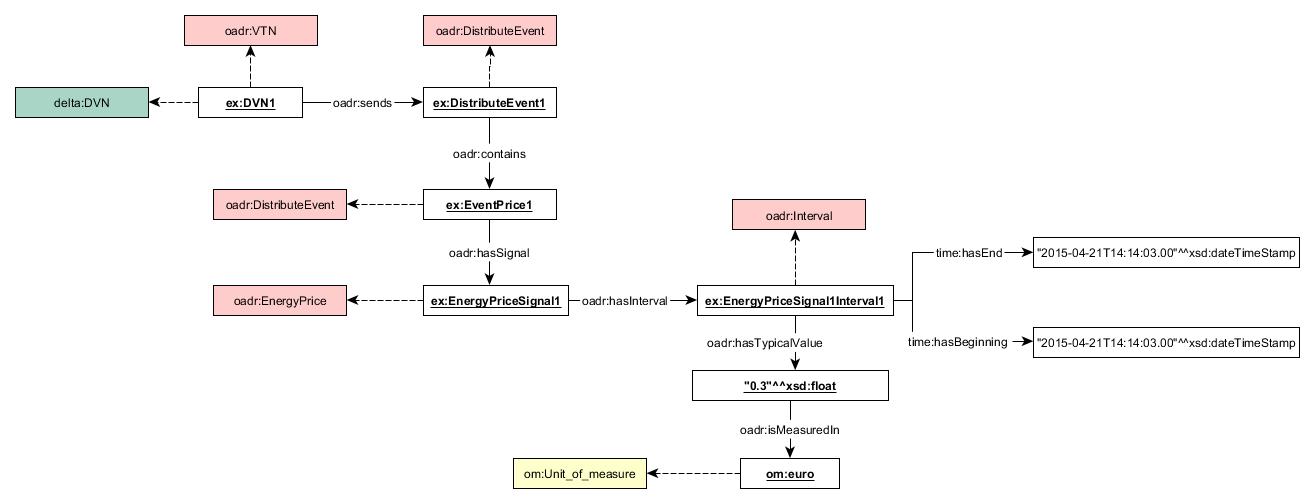 oadr:VTN
oadr:DistributeEvent
delta:DVN
ex:DVN1
oadr:sends
ex:DistributeEvent1
oadr:contains
oadr:DistributeEvent
ex:EventPrice1
oadr:Interval
oadr:hasSignal
time:hasEnd
"2015-04-21T14:14:03.00"^^xsd:dateTimeStamp
oadr:EnergyPrice
ex:EnergyPriceSignal1
oadr:hasInterval
ex:EnergyPriceSignal1Interval1
oadr:hasTypicalValue
time:hasBeginning
"2015-04-21T14:14:03.00"^^xsd:dateTimeStamp
"0.3"^^xsd:float
oadr:isMeasuredIn
om:Unit_of_measure
om:euro